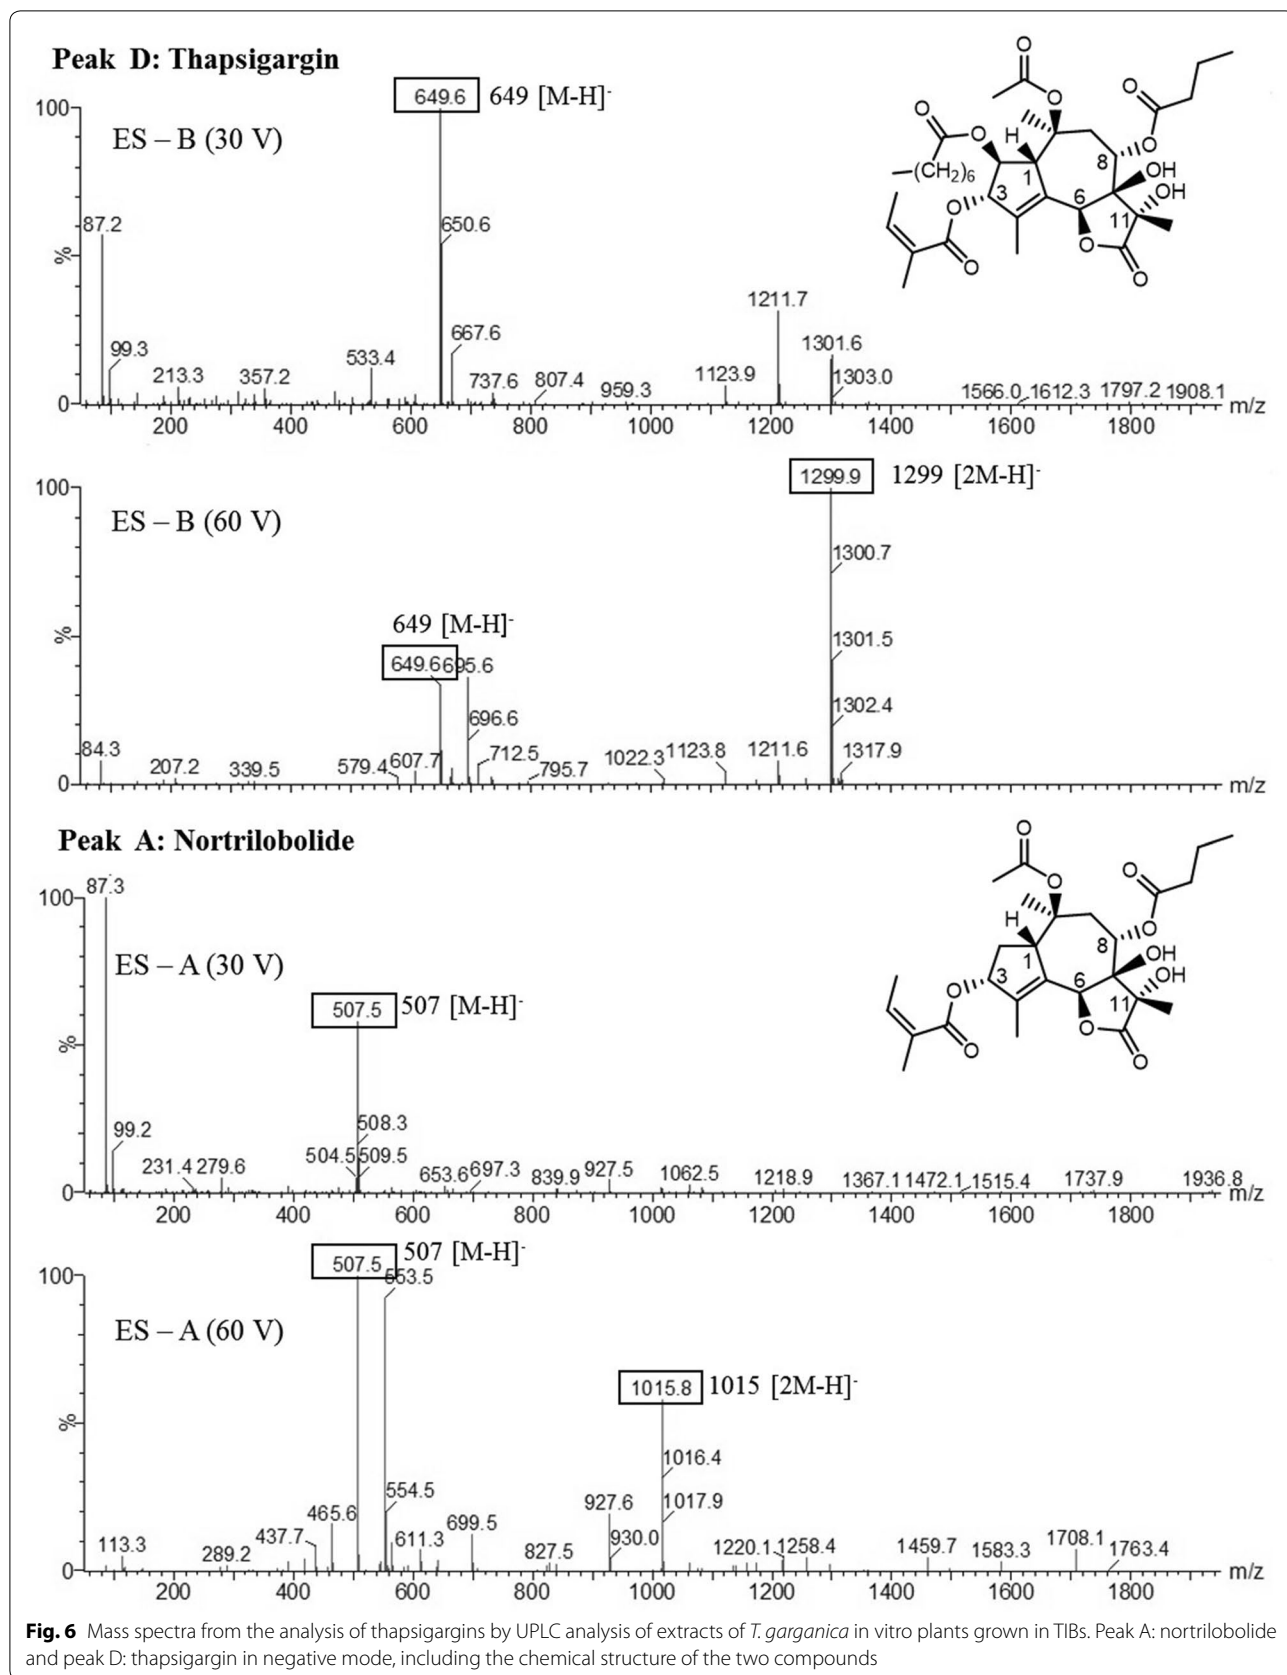 Peak D: Thapsigargin
649.6 649 [M-H]-
100
ES – B (30 V)
87.2
650.6
%
1211.7
667.6
99.3
533.4
1301.6
213.3 357.2
737.6 807.4 959.3 1123.9 1303.0
1566.0 1612.3 1797.2 1908.1
0
200 400 600 800 1000 1200 1400 1600 1800 m/z
O O O O O H O O (CH2)6 O O O O O OH OH 1 3 6 8 11
1299.9 1299 [2M-H]-
100
ES – B (60 V)
1300.7
649 [M-H]-
%
649.6 695.6
1301.5
696.6
1302.4
84.3
207.2 339.5 579.4 607.7 712.5 795.7 1022.3 1123.8 1211.6 1317.9
0
m/z
Peak A: Nortrilobolide
87.3
100
ES – A (30 V)
507.5 507 [M-H]-
%
508.3
99.2
504.5 509.5
231.4 279.6 653.6 697.3 839.9 927.5 1062.5 1218.9 1367.1 1472.1 1515.4 1737.9 1936.8
0
200 400 600 800 1000 1200 1400 1600 1800 m/z
O O O O H O O O O O OH OH 1 3 6 8 11
507.5 507 [M-H]-
100
553.5
ES – A (60 V)
1015.8 1015 [2M-H]-
%
1016.4
554.5
1017.9
465.6
927.6
437.7 699.5
611.3
113.3 289.2 827.5 930.0 1220.1 1258.4 1459.7 1583.3 1708.1 1763.4
0
200 400 600 800 1000 1200 1400 1600 1800 m/z
Fig. 6 Mass spectra from the analysis of thapsigargins by UPLC analysis of extracts of T. garganica in vitro plants grown in TIBs. Peak A: nortrilobolide
and peak D: thapsigargin in negative mode, including the chemical structure of the two compounds